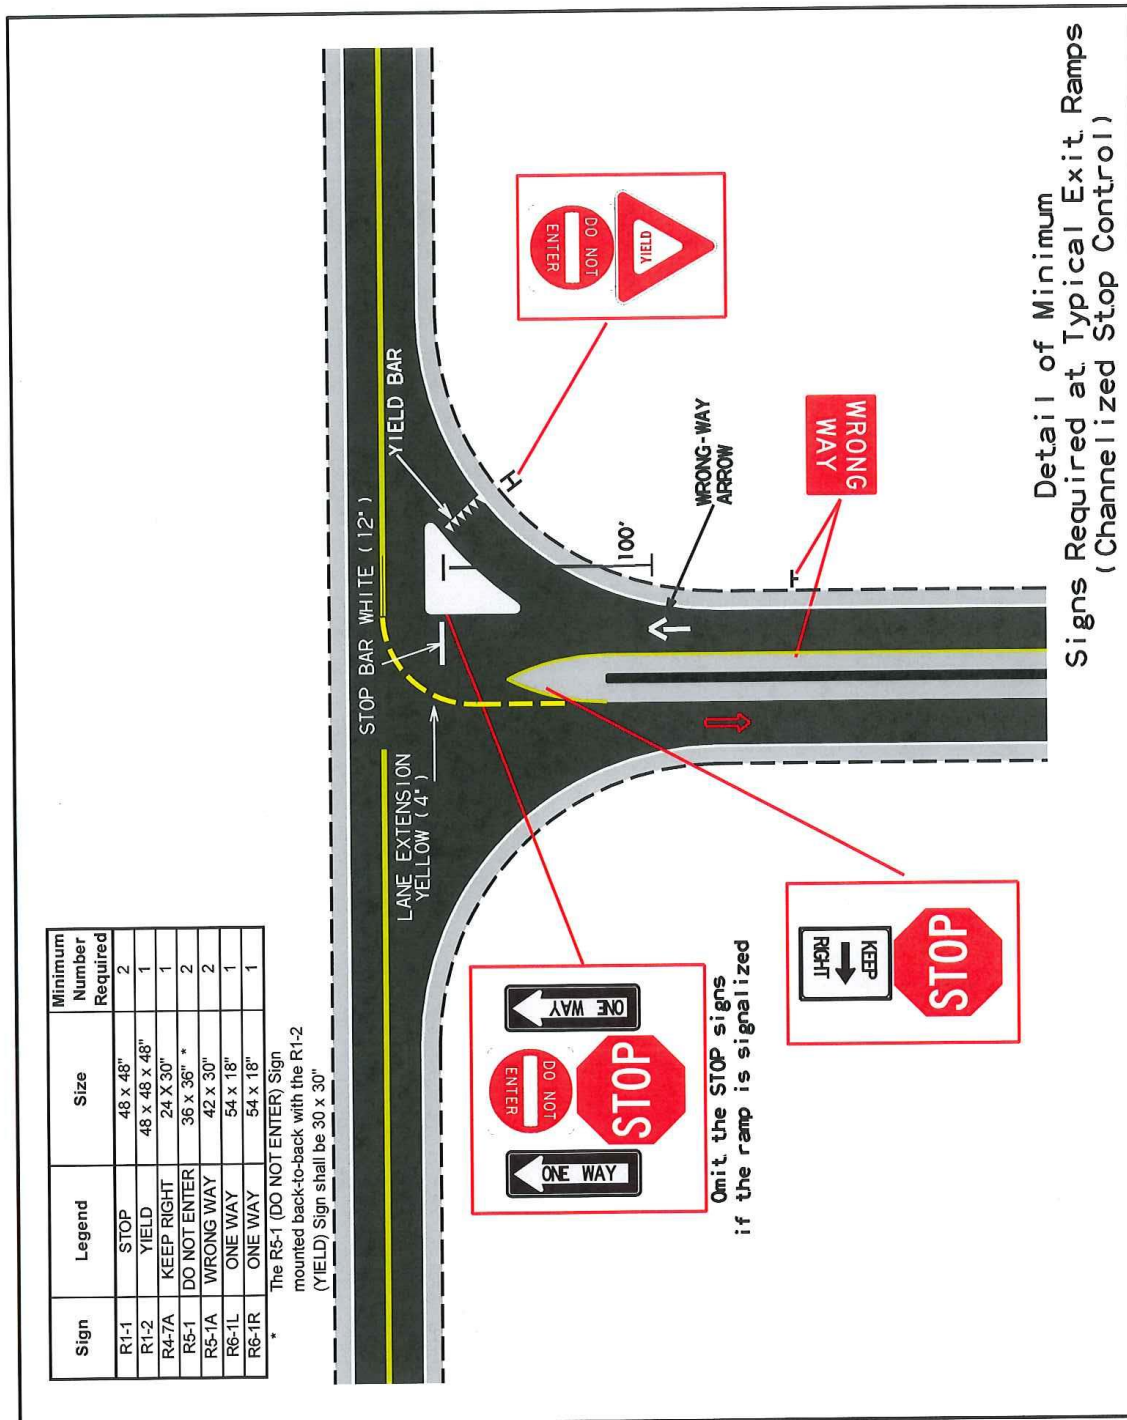 Sign Legend Size Minimum Number Required
R1-1 STOP 48 x 48" 2
R1-2 YIELD 48 x 48 x 48" 1
R4-7A KEEP RIGHT 24 X 30" 1
R5-1 DO NOT ENTER 36 x 36" * 2
R5-1A WRONG WAY 42 x 30" 2
R6-1L ONE WAY 54 x 18" 1
R6-1R ONE WAY 54 x 18" 1
* The R5-1 (DO NOT ENTER) Sign
mounted back-to-back with the R1-2
(YIELD) Sign shall be 30 x 30"
STOP BAR WHITE (12")
LANE EXTENSION
YELLOW (4")
YIELD BAR
DO NOT
ENTER
YIELD
100'
WRONG-WAY
ARROW
WRONG
WAY
ONE WAY
DO NOT
ENTER
STOP
ONE WAY
Omit the STOP signs
if the ramp is signalized
KEEP
RIGHT
STOP
Detail of Minimum
Signs Required at Typical Exit Ramps
(Channelized Stop Control)